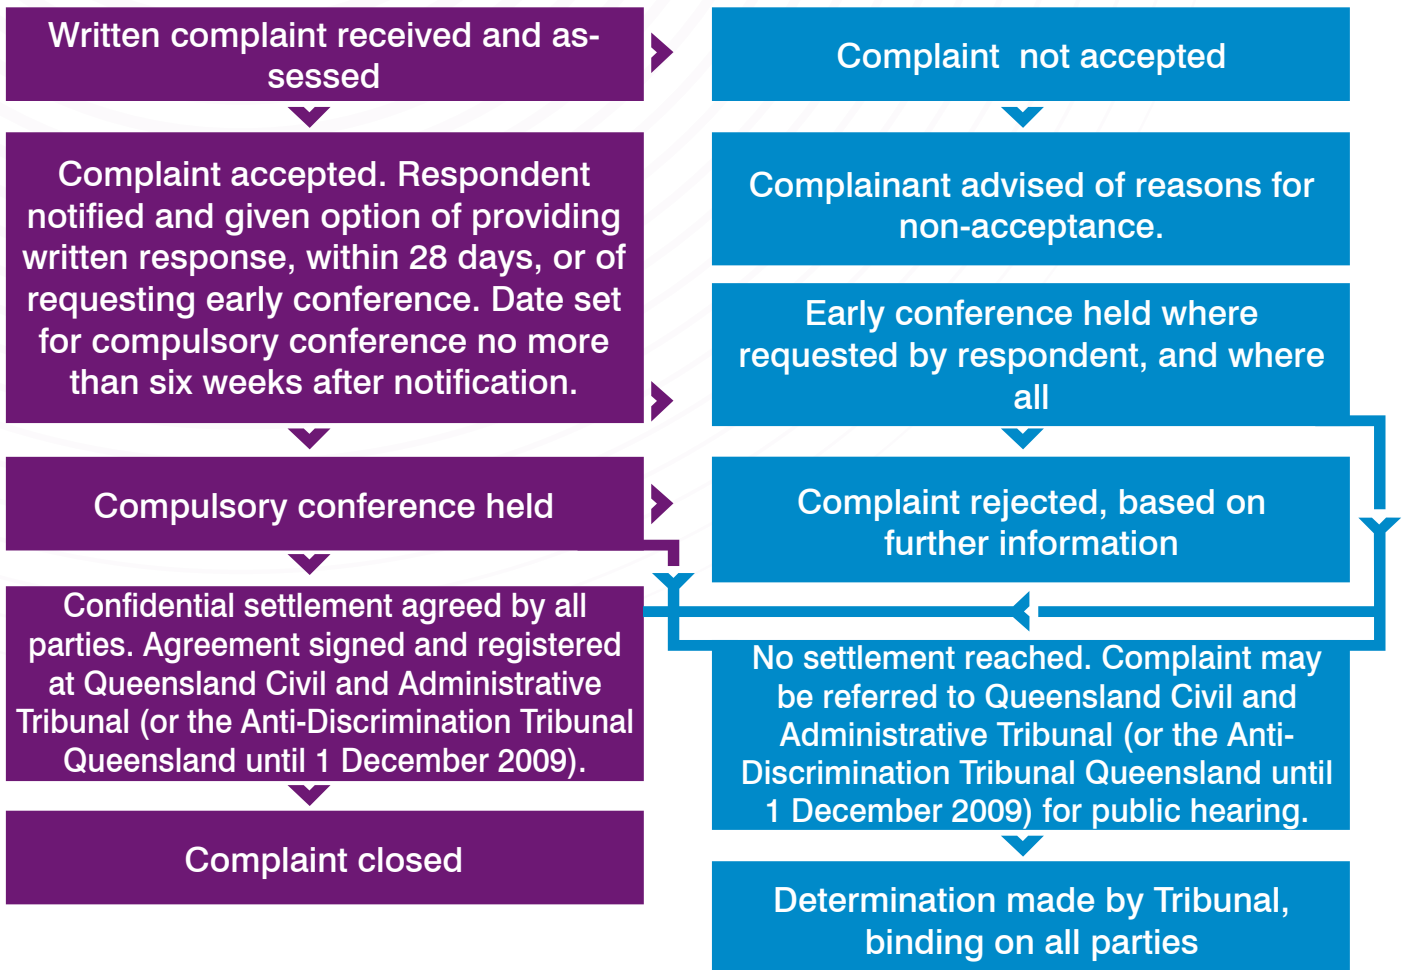 Written complaint received and as-
sessed
Complaint not accepted
Complaint accepted. Respondent
notified and given option of providing
written response, within 28 days, or of
requesting early conference. Date set
for compulsory conference no more
than six weeks after notification.
Complainant advised of reasons for
non-acceptance.
Early conference held where
requested by respondent, and where
all
Compulsory conference held
Complaint rejected, based on
further information
Confidential settlement agreed by all
parties. Agreement signed and registered
at Queensland Civil and Administrative
Tribunal (or the Anti-Discrimination Tribunal
Queensland until 1 December 2009).
No settlement reached. Complaint may
be referred to Queensland Civil and
Administrative Tribunal (or the Anti-
Discrimination Tribunal Queensland until
1 December 2009) for public hearing.
Complaint closed
Determination made by Tribunal,
binding on all parties